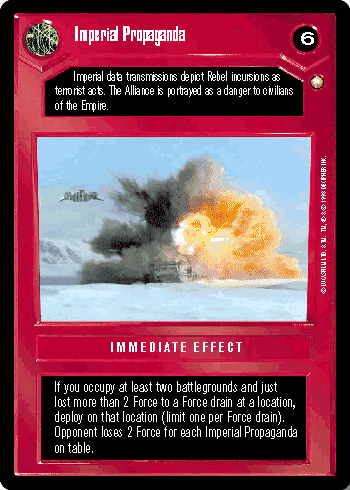 Imperial Propaganda
6
Imperial data transmissions depict Rebel incursions as
terrorist acts. The Alliance is portrayed as a danger to civilians
of the Empire.
IMMEDIATE EFFECT
If you occupy at least two battlegrounds and just
lost more than 2 Force to a Force drain at a location,
deploy on that location (limit one per Force drain).
Opponent loses 2 Force for each Imperial Propaganda
on table.